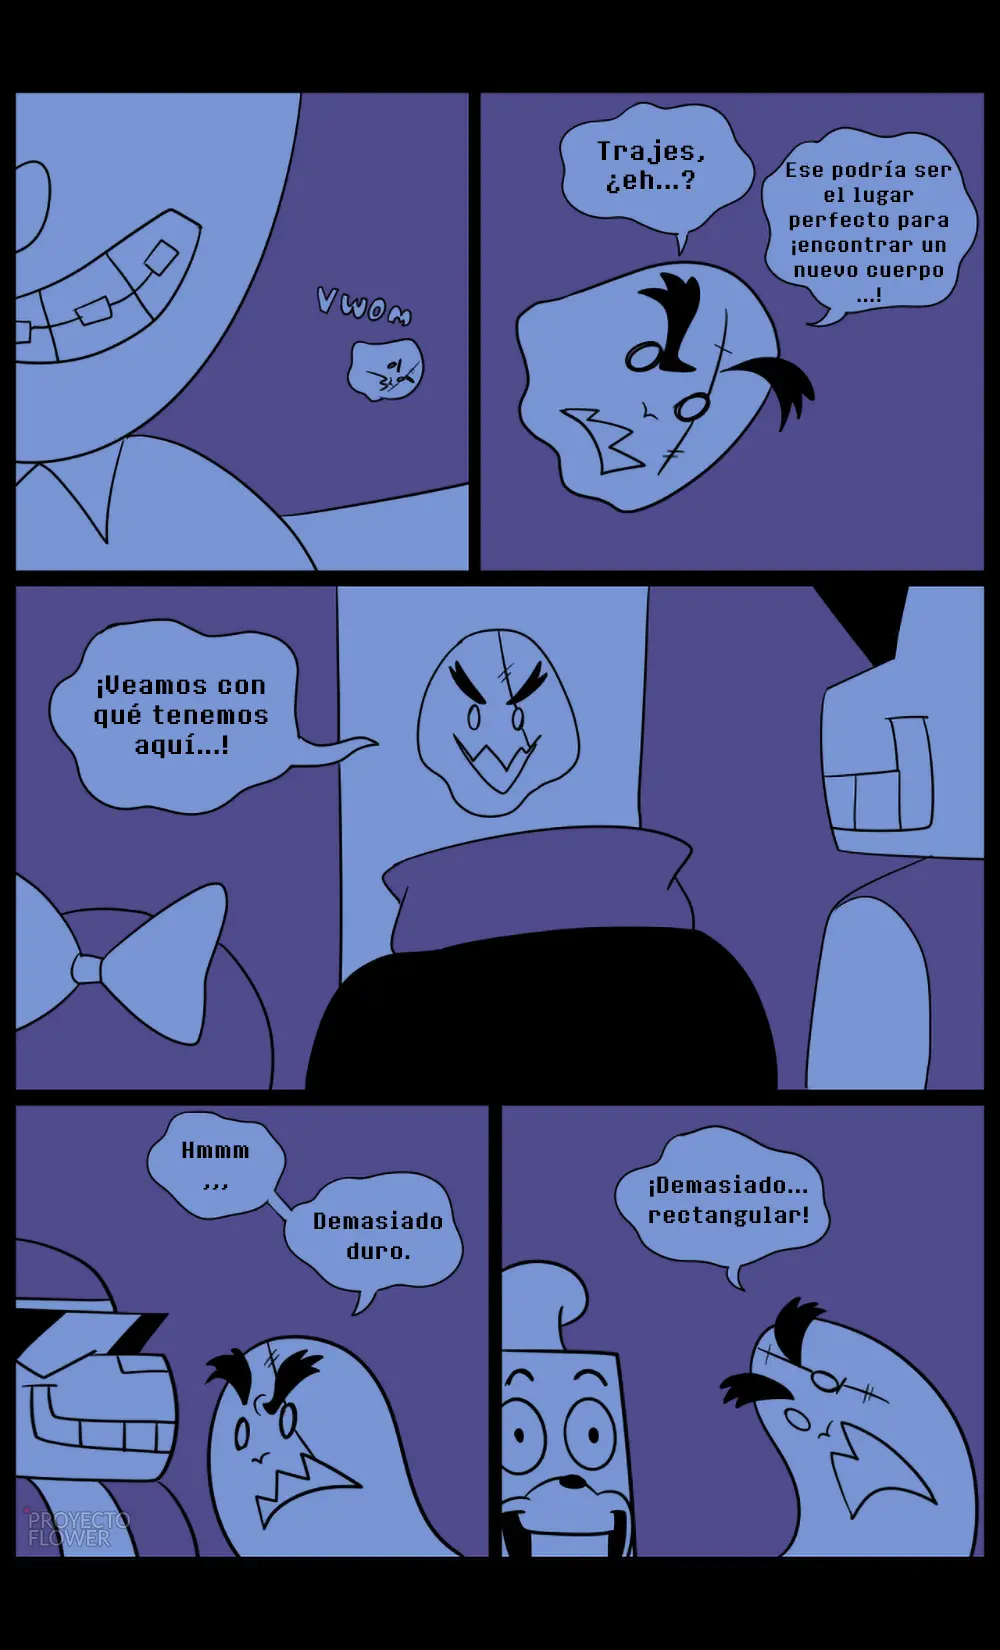 VWOM
Trajes,
¿eh...?
Ese podría ser
el lugar
perfecto para
¡encontrar un
nuevo cuerpo
...!
¡Veamos con
qué tenemos
aquí...!
Hmmm
,,,
Demasiado
duro.
¡Demasiado...
rectangular!
PROYECTO
FLOWER